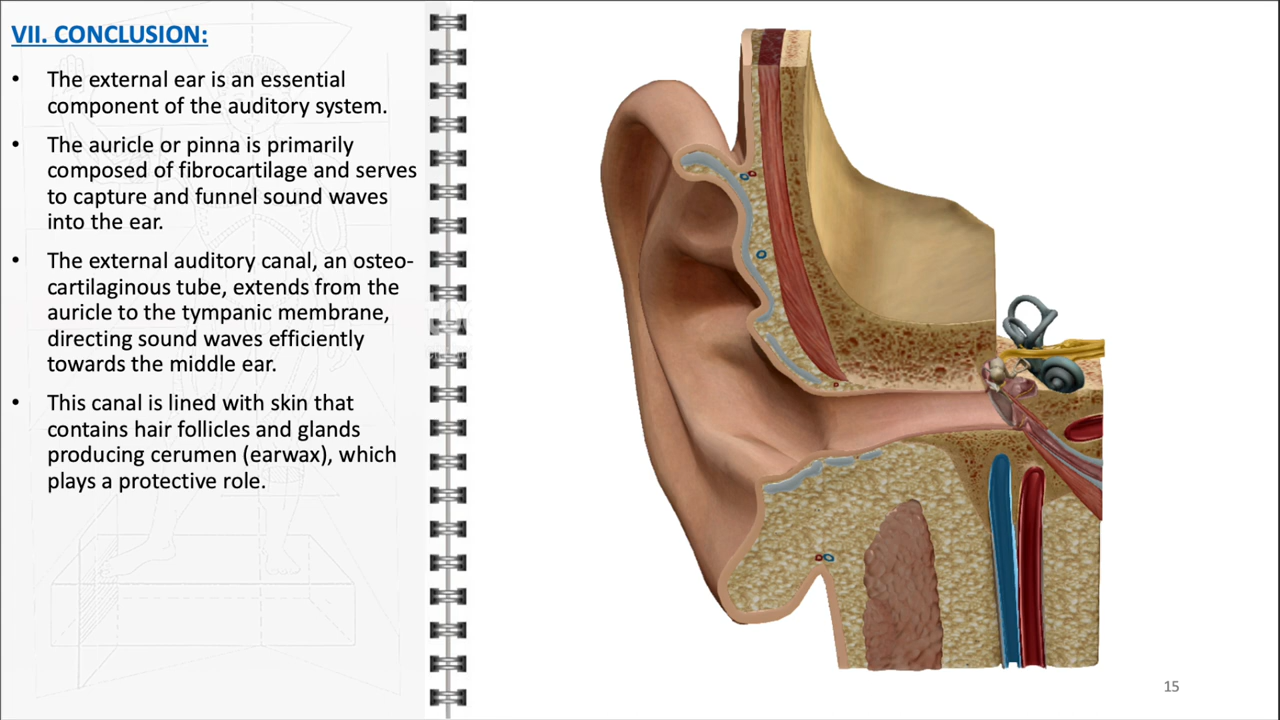 VII. CONCLUSION:
• The external ear is an essential
component of the auditory system.
• The auricle or pinna is primarily
composed of fibrocartilage and serves
to capture and funnel sound waves
into the ear.
• The external auditory canal, an osteo-
cartilaginous tube, extends from the
auricle to the tympanic membrane,
directing sound waves efficiently
towards the middle ear.
• This canal is lined with skin that
contains hair follicles and glands
producing cerumen (earwax), which
plays a protective role.
15